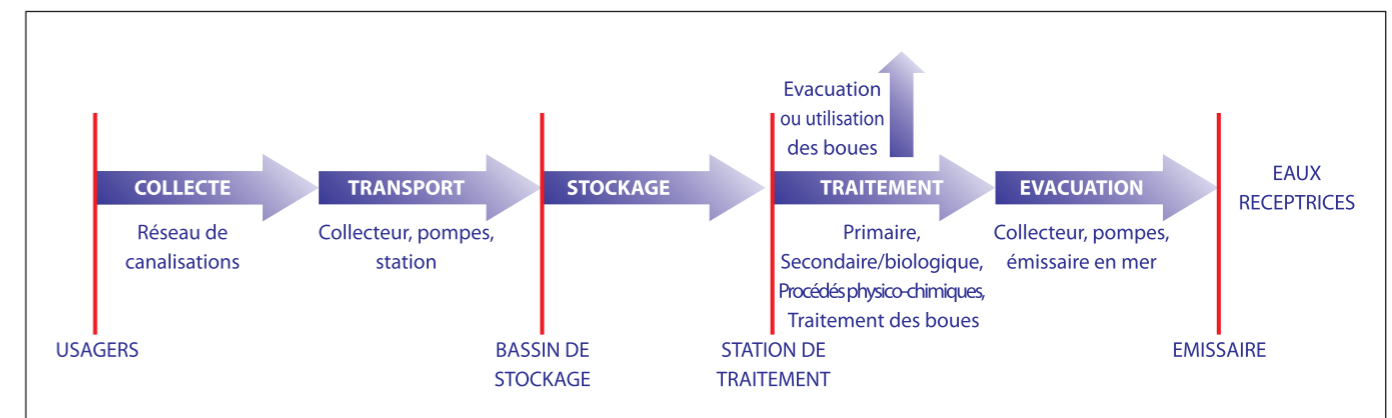 Evacuation
ou utilisation
des boues
COLLECTE
TRANSPORT
STOCKAGE
TRAITEMENT
EVACUATION
EAUX
RECEPTRICES
Réseau de
canalisations
Collecteur, pompes,
station
Primaire,
Secondaire/biologique,
Procédés physico-chimiques,
Traitement des boues
Collecteur, pompes,
émissaire en mer
USAGERS
BASSIN DE
STOCKAGE
STATION DE
TRAITEMENT
EMISSAIRE